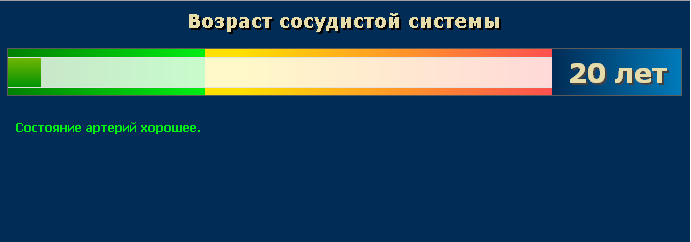 Возраст сосудистой системы
20 лет
Состояние артерий хорошее.